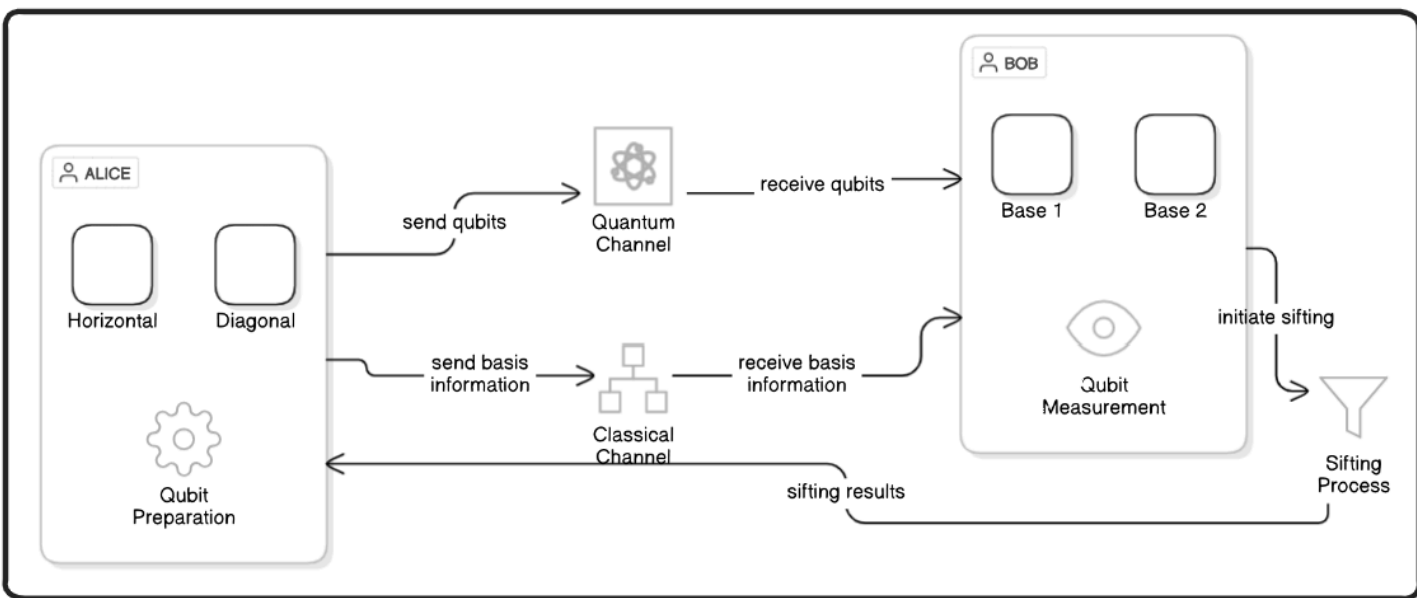 BOB
ALICE
Base 1
Base 2
send qubits
receive qubits
Quantum
Channel
Horizontal
Diagonal
initiate sifting
send basis
information
receive basis
information
Qubit
Measurement
Classical
Channel
Qubit
Preparation
sifting results
Sifting
Process